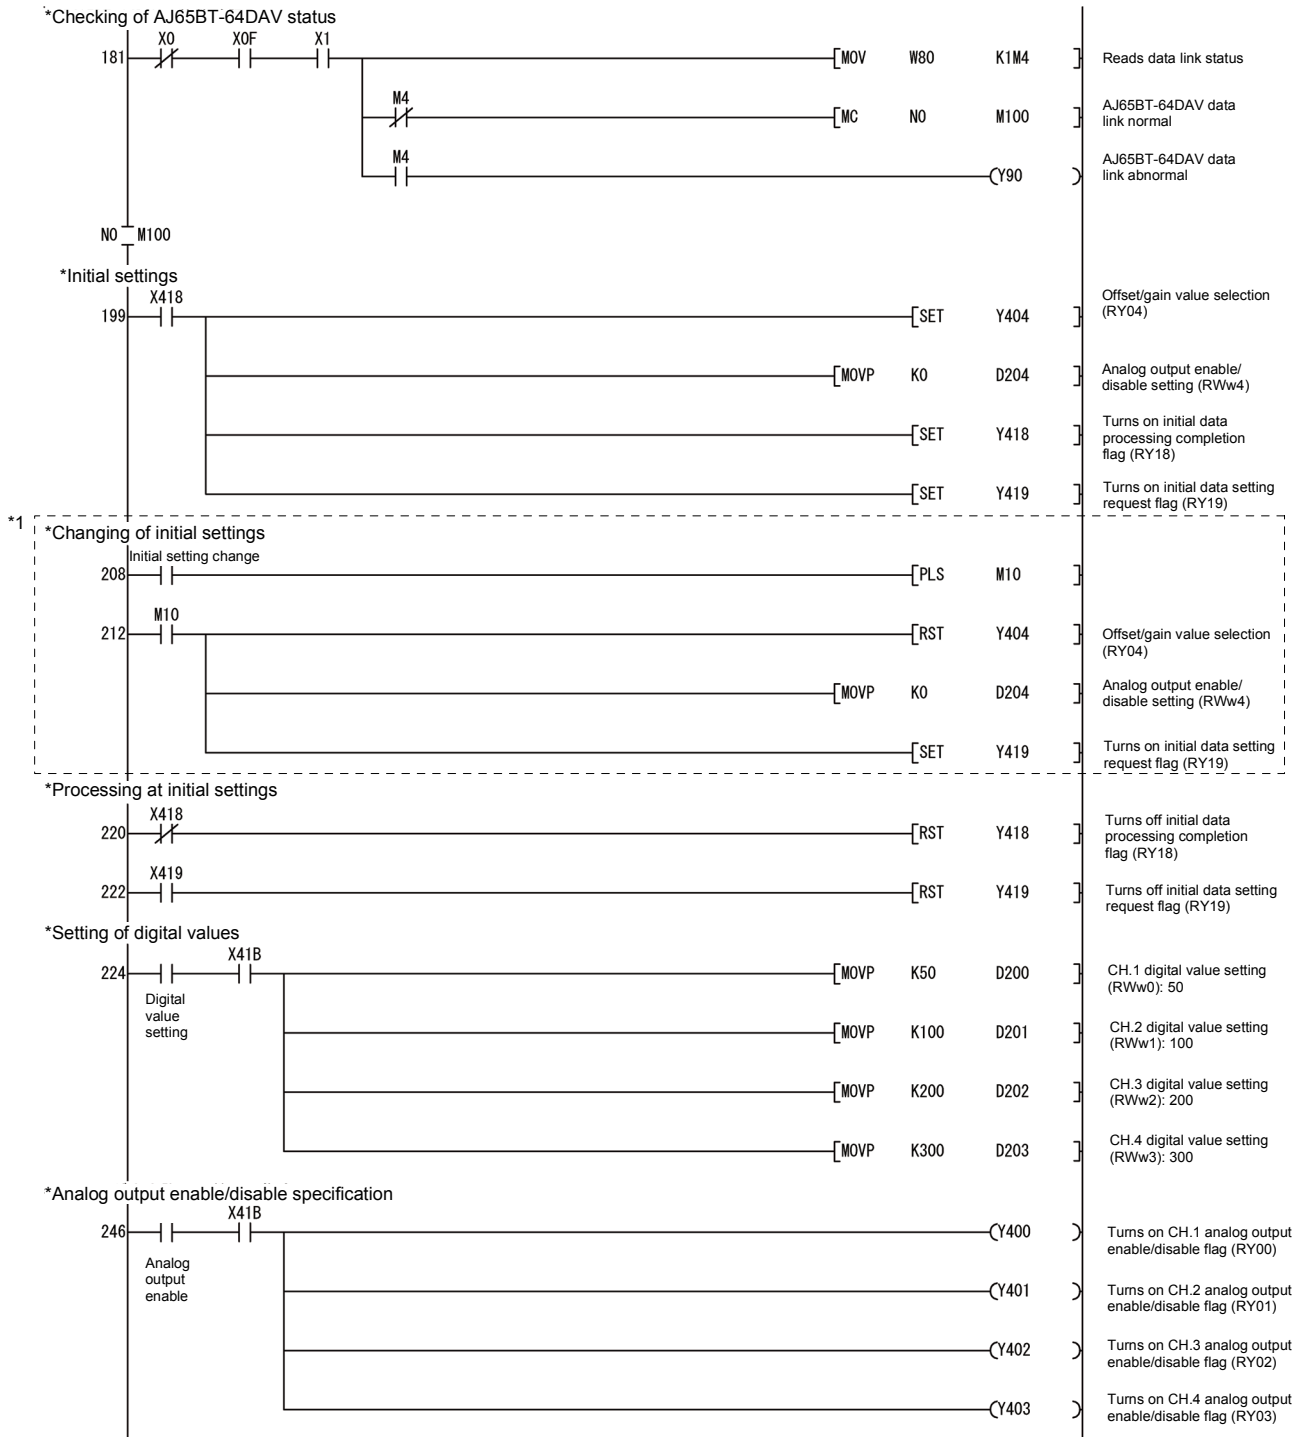 *Checking of AJ65BT-64DAV status
X0 X0F X1
181 [MOV W80 K1M4 ] Reads data link status
M4
[MC N0 M100 ] AJ65BT-64DAV data
link normal
M4
(Y90 ) AJ65BT-64DAV data
link abnormal
N0 M100
*Initial settings
X418
199 [SET Y404 ] Offset/gain value selection
(RY04)
[MOVP K0 D204 ] Analog output enable/
disable setting (RWw4)
[SET Y418 ] Turns on initial data
processing completion
flag (RY18)
[SET Y419 ] Turns on initial data setting
request flag (RY19)
*1
*Changing of initial settings
Initial setting change
208 [PLS M10 ]
M10
212 [RST Y404 ] Offset/gain value selection
(RY04)
[MOVP K0 D204 ] Analog output enable/
disable setting (RWw4)
[SET Y419 ] Turns on initial data setting
request flag (RY19)
*Processing at initial settings
X418
220 [RST Y418 ] Turns off initial data
processing completion
flag (RY18)
X419
222 [RST Y419 ] Turns off initial data setting
request flag (RY19)
*Setting of digital values
X41B
224 [MOVP K50 D200 ] CH.1 digital value setting
(RWw0): 50
Digital
value
setting
[MOVP K100 D201 ] CH.2 digital value setting
(RWw1): 100
[MOVP K200 D202 ] CH.3 digital value setting
(RWw2): 200
[MOVP K300 D203 ] CH.4 digital value setting
(RWw3): 300
*Analog output enable/disable specification
X41B
246 (Y400 ) Turns on CH.1 analog output
enable/disable flag (RY00)
Analog
output
enable
(Y401 ) Turns on CH.2 analog output
enable/disable flag (RY01)
(Y402 ) Turns on CH.3 analog output
enable/disable flag (RY02)
(Y403 ) Turns on CH.4 analog output
enable/disable flag (RY03)